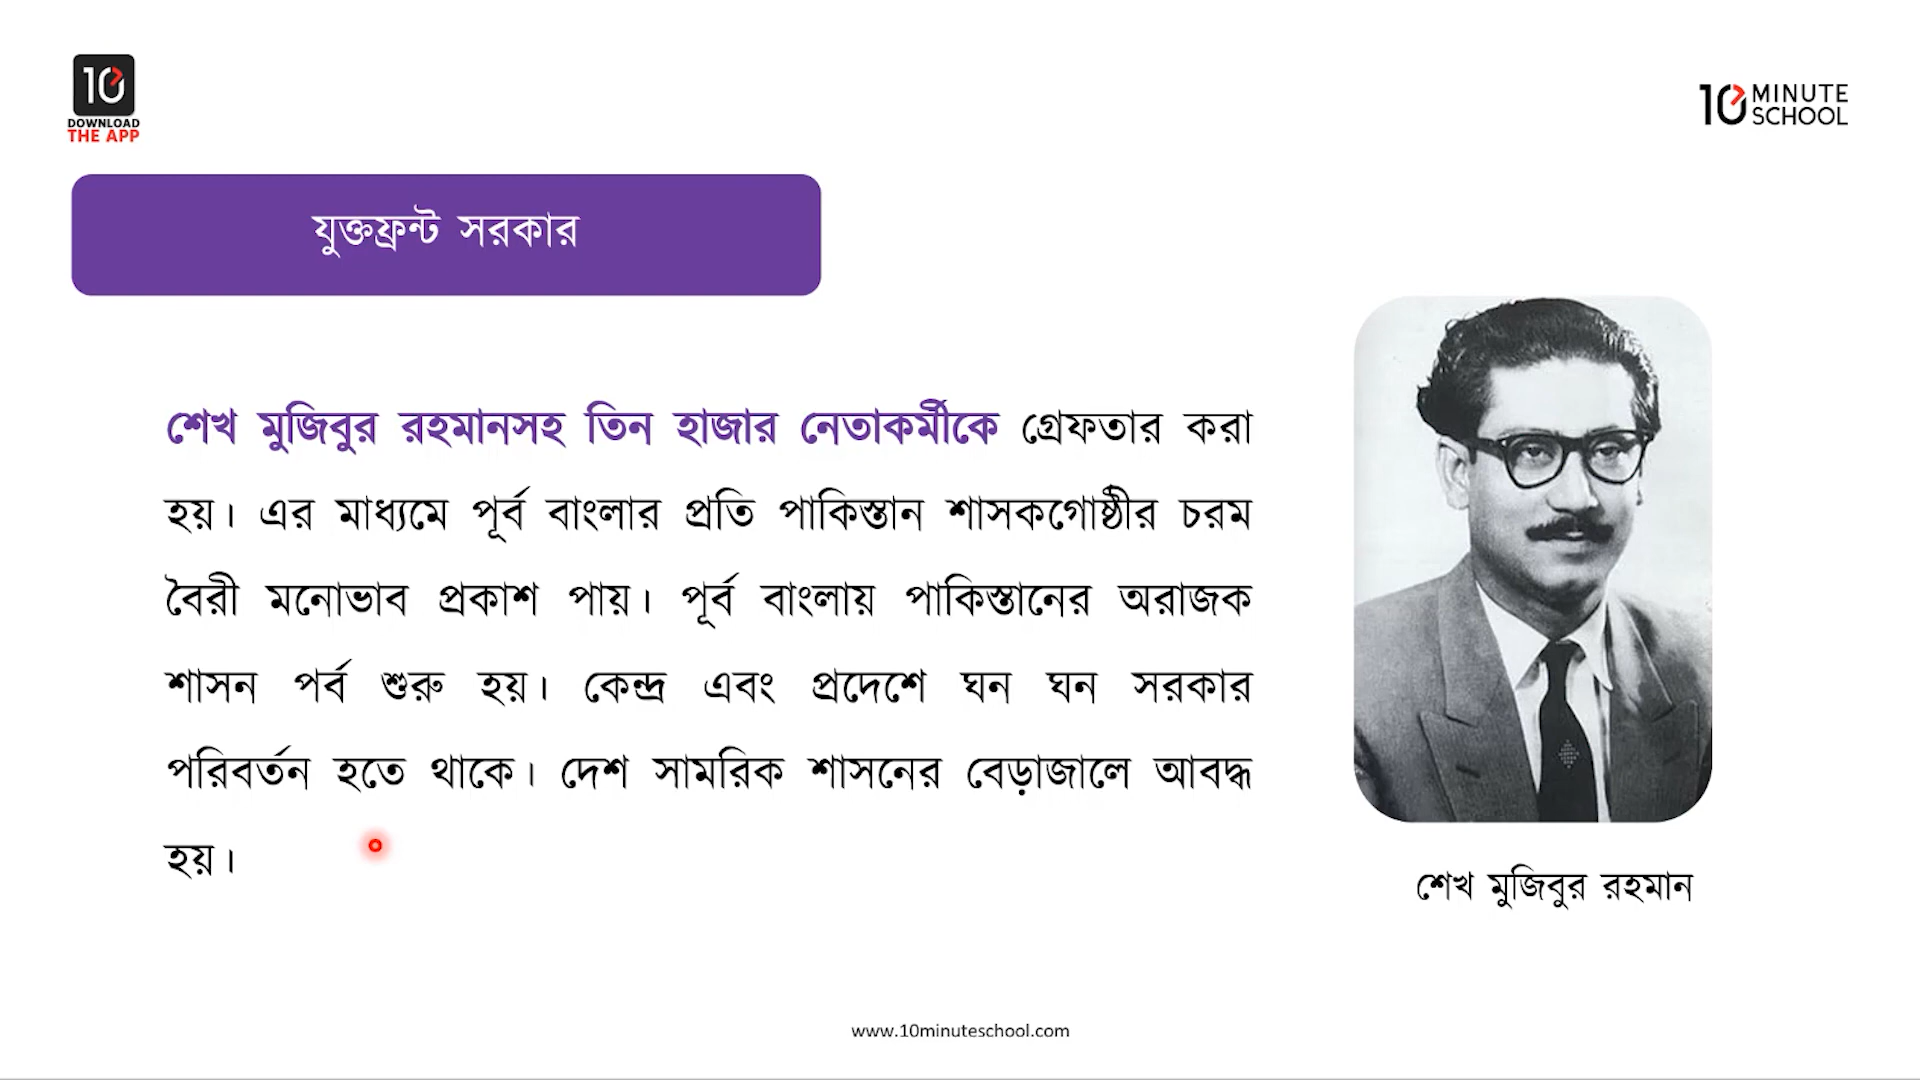 10
DOWNLOAD
THE APP
10 MINUTE
SCHOOL
যুক্তফ্রন্ট সরকার
শেখ মুজিবুর রহমানসহ তিন হাজার নেতাকর্মীকে গ্রেফতার করা
হয়। এর মাধ্যমে পূর্ব বাংলার প্রতি পাকিস্তান শাসকগোষ্ঠীর চরম
বৈরী মনোভাব প্রকাশ পায়। পূর্ব বাংলায় পাকিস্তানের অরাজক
শাসন পর্ব শুরু হয়। কেন্দ্র এবং প্রদেশে ঘন ঘন সরকার
পরিবর্তন হতে থাকে। দেশ সামরিক শাসনের বেড়াজালে আবদ্ধ
হয়।
শেখ মুজিবুর রহমান
www.10minuteschool.com